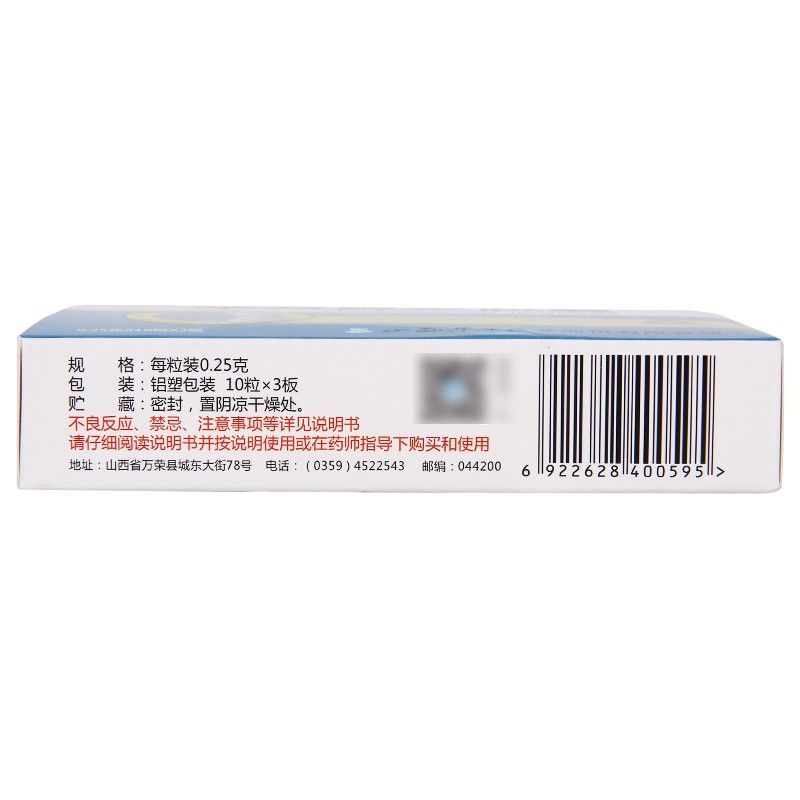 规 格：每粒装0.25克
包 装：铝塑包装 10粒×3板
贮 藏：密封，置阴凉干燥处。
不良反应、禁忌、注意事项等详见说明书
请仔细阅读说明书并按说明使用或在药师指导下购买和使用
地址：山西省万荣县城东大街78号 电话：（0359）4522543 邮编：044200
6 922628 400595 >